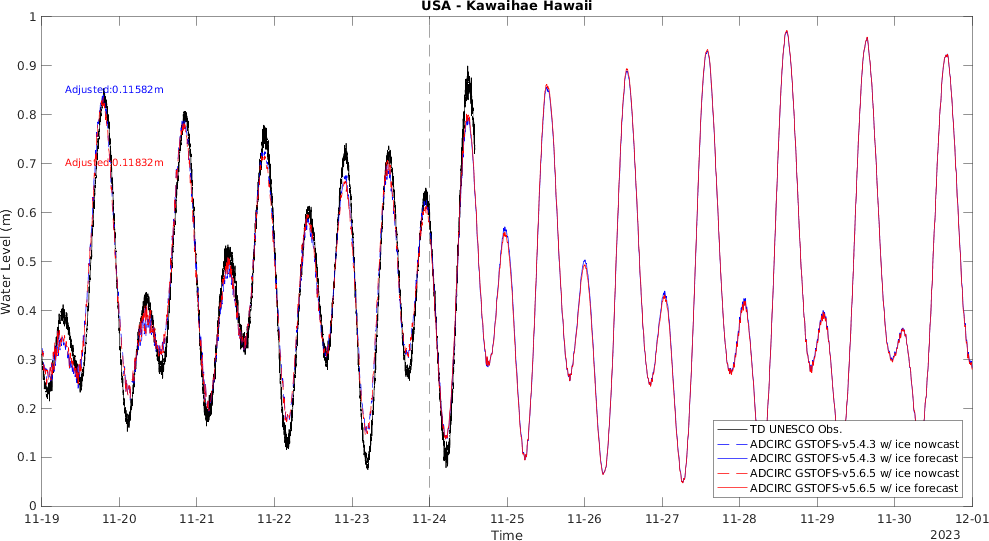 USA - Kawaihae Hawaii
1
0.9
0.8
0.7
0.6
0.5
0.4
0.3
0.2
0.1
0
Water Level (m)
Adjusted:0.11582m
Adjusted:0.11832m
TD UNESCO Obs.
ADCIRC GSTOFS-v5.4.3 w/ ice nowcast
ADCIRC GSTOFS-v5.4.3 w/ ice forecast
ADCIRC GSTOFS-v5.6.5 w/ ice nowcast
ADCIRC GSTOFS-v5.6.5 w/ ice forecast
11-19 11-20 11-21 11-22 11-23 11-24 11-25 11-26 11-27 11-28 11-29 11-30 12-01
Time
2023